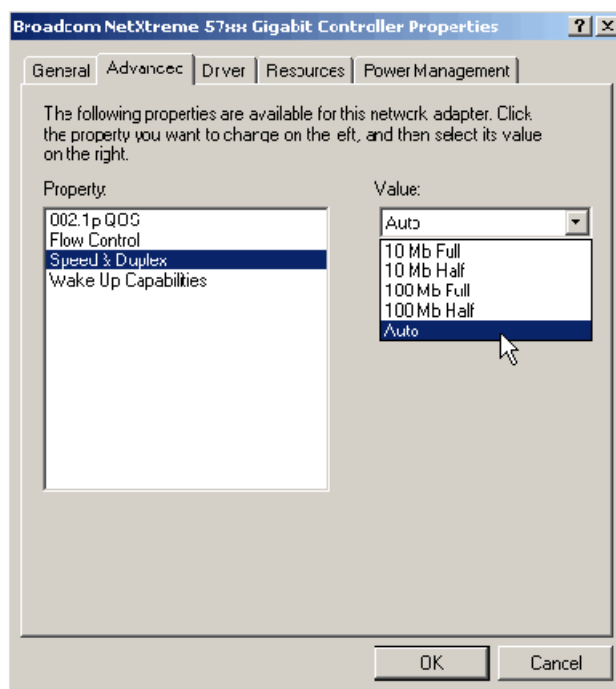 Broadcom NetXtreme 57xx Gigabit Controller Properties
General Advanced Driver Resources Power Management
The following properties are available for this network adapter. Click
the property you want to change on the left, and then select its value
on the right.
Property:
Value:
802.1p QOS
Flow Control
Speed & Duplex
Wake Up Capabilities
Auto
10 Mb Full
10 Mb Half
100 Mb Full
100 Mb Half
Auto
OK Cancel